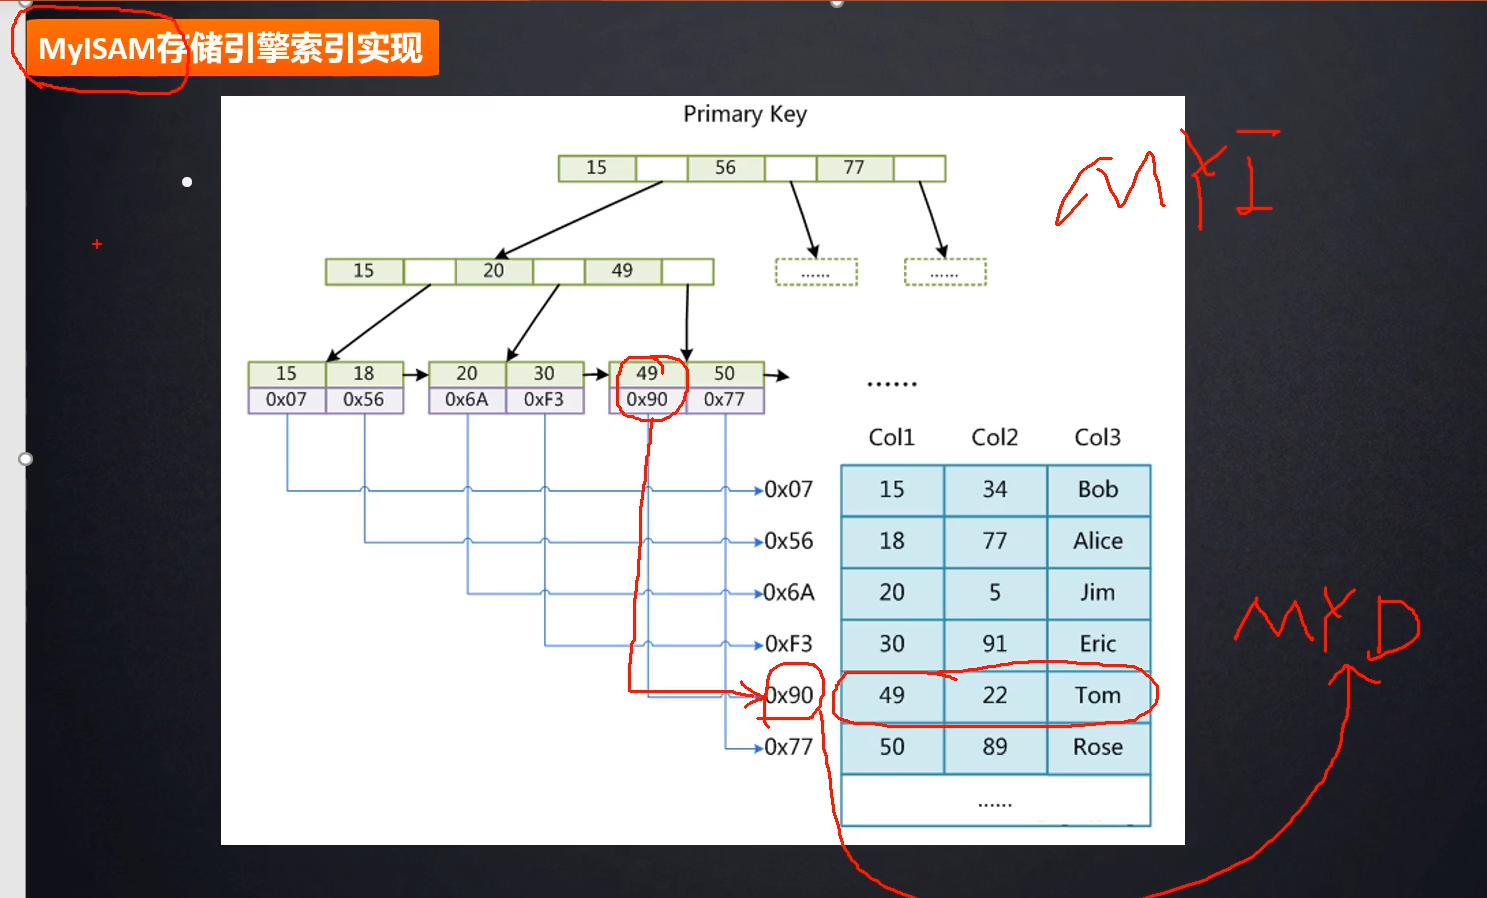 MyISAM存储引擎索引实现
Primary Key
15 56 77
MYI
15 20 49 ...... ......
15 18 20 30 49 50
0x07 0x56 0x6A 0xF3 0x90 0x77
......
Col1 Col2 Col3
0x07 15 34 Bob
0x56 18 77 Alice
0x6A 20 5 Jim
MYD
0xF3 30 91 Eric
0x90 49 22 Tom
0x77 50 89 Rose
......